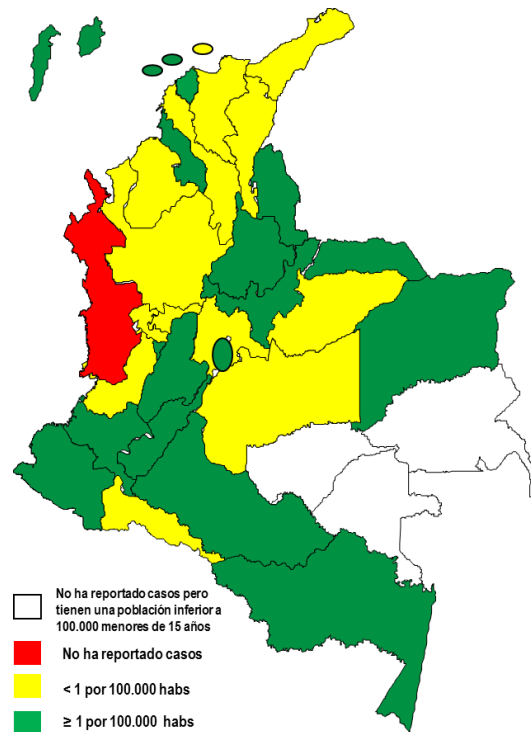 No ha reportado casos pero
tienen una población inferior a
100.000 menores de 15 años
No ha reportado casos
< 1 por 100.000 habs
≥ 1 por 100.000 habs